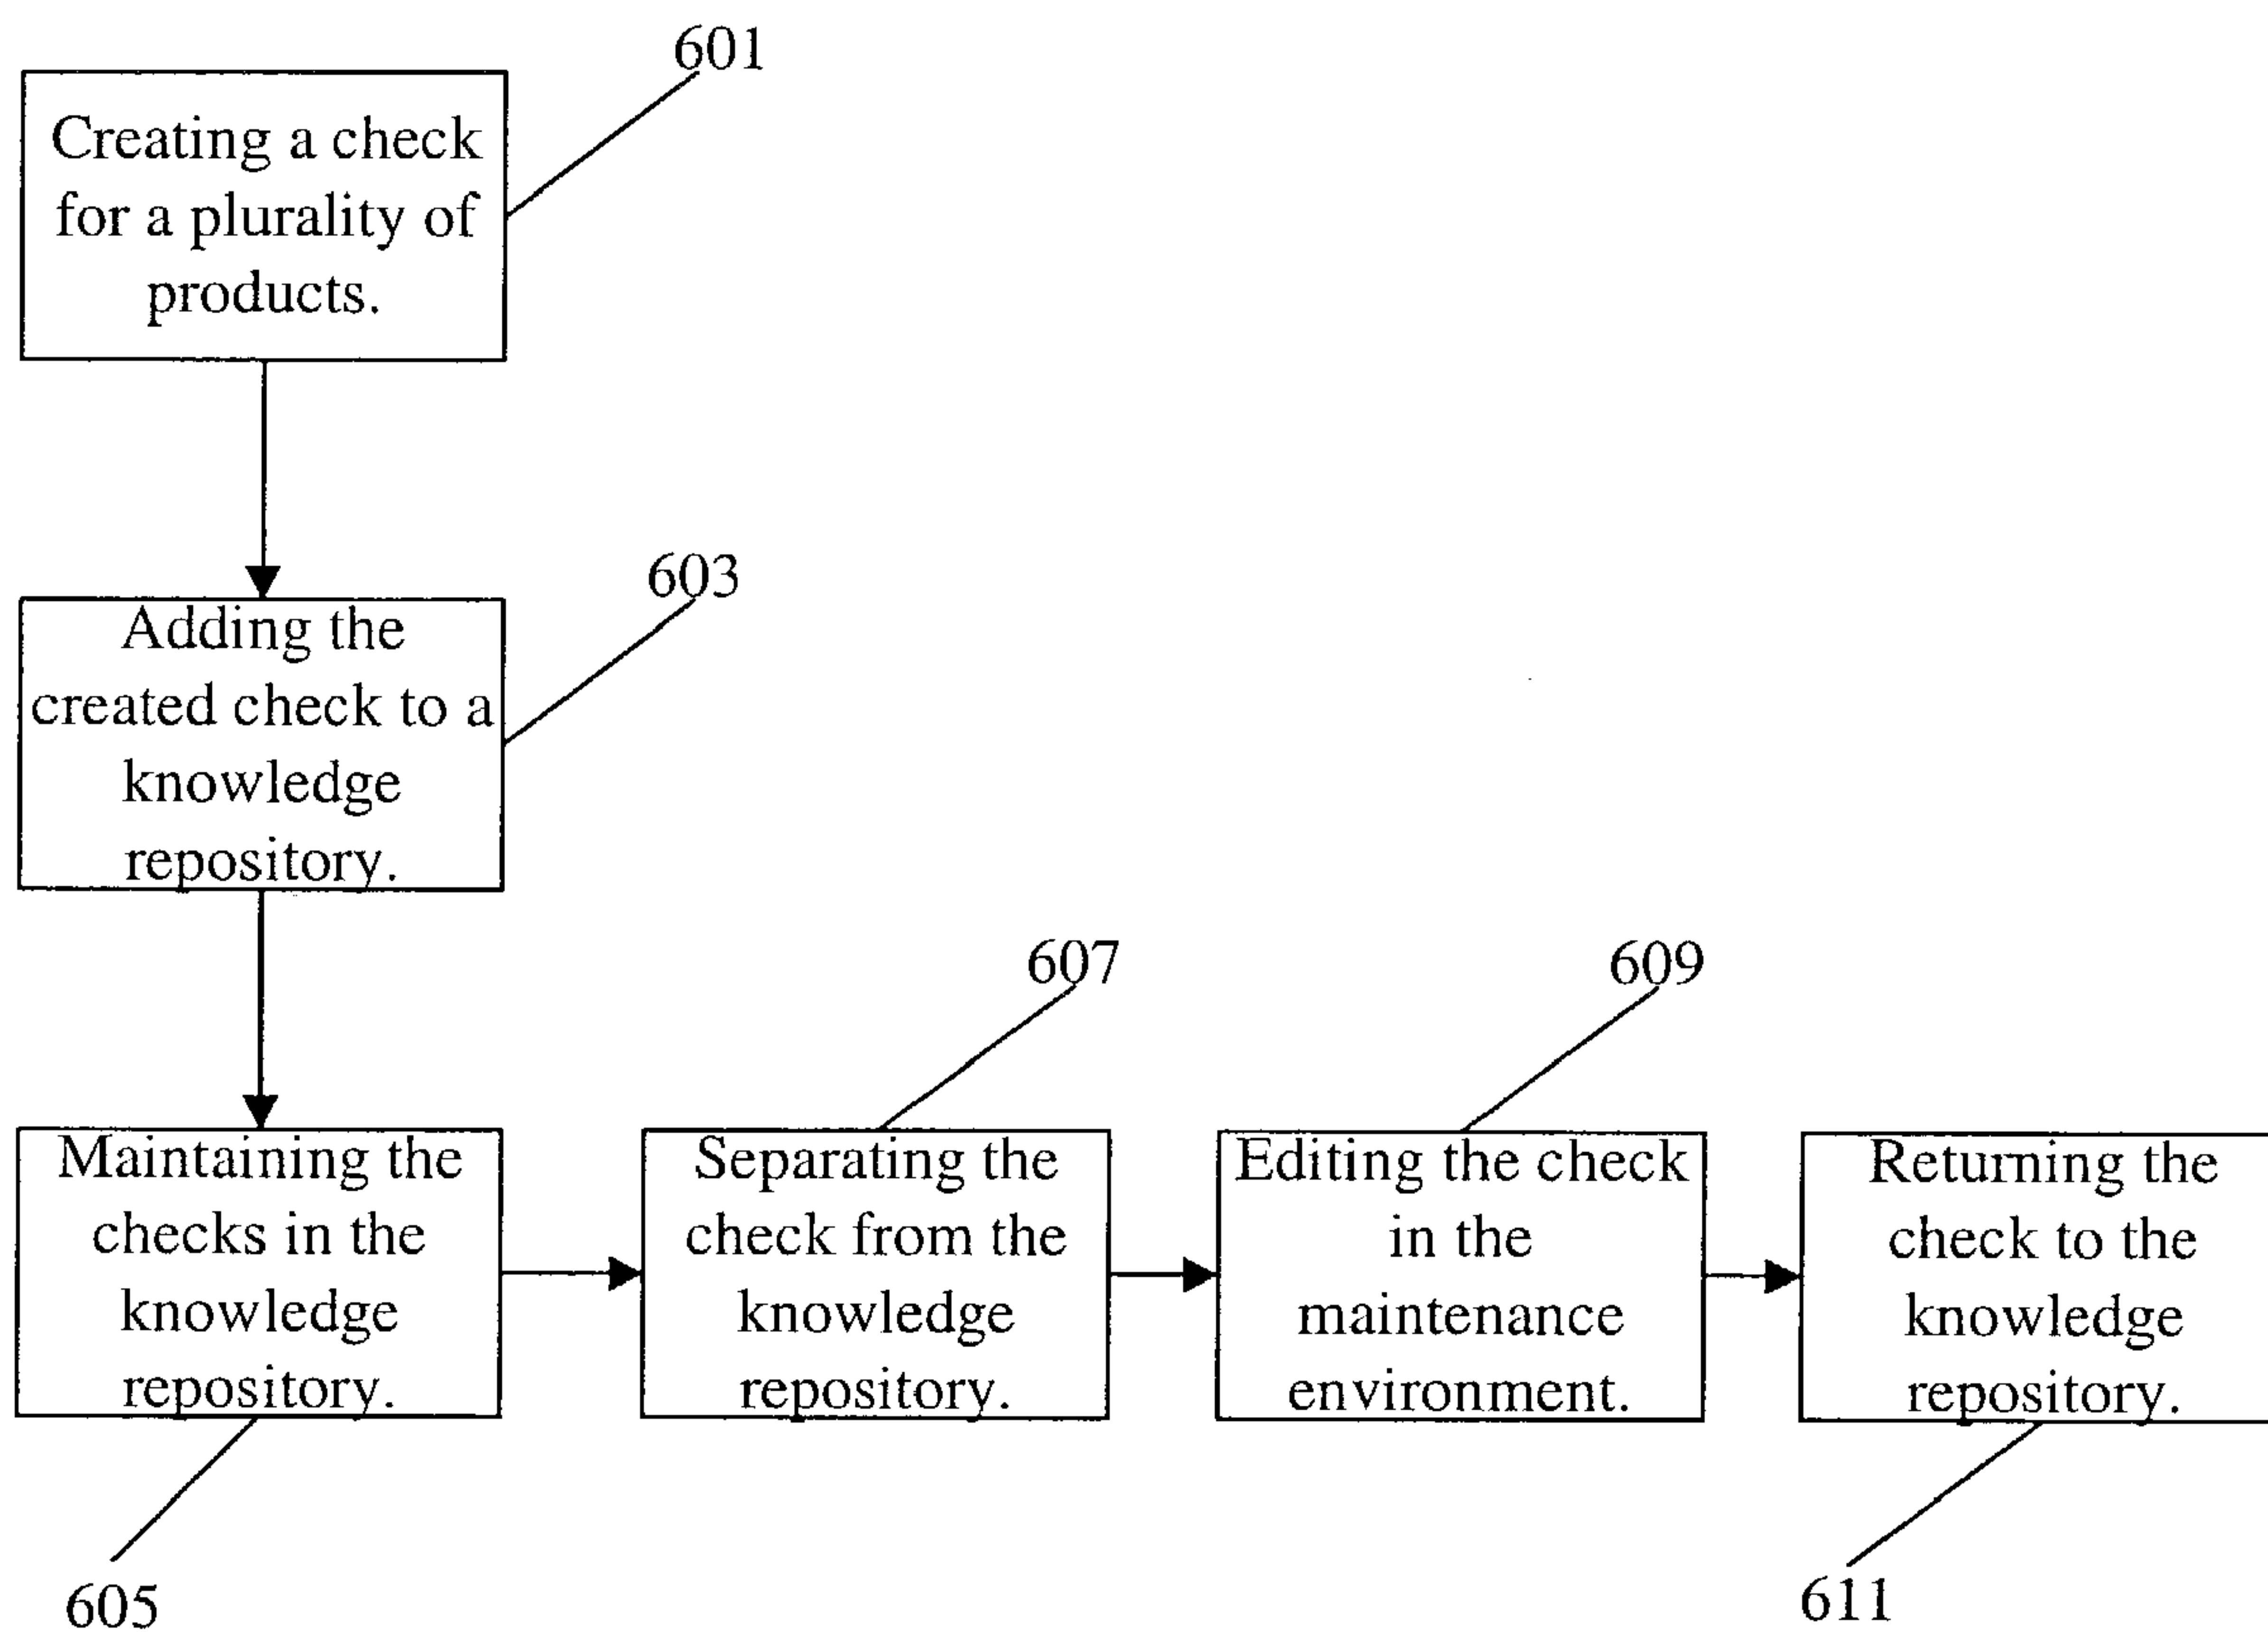 601
Creating a check
for a plurality of
products.
603
Adding the
created check to a
knowledge
repository.
607
609
Maintaining the
checks in the
knowledge
repository.
Separating the
check from the
knowledge
repository.
Editing the check
in the
maintenance
environment.
Returning the
check to the
knowledge
repository.
605
611